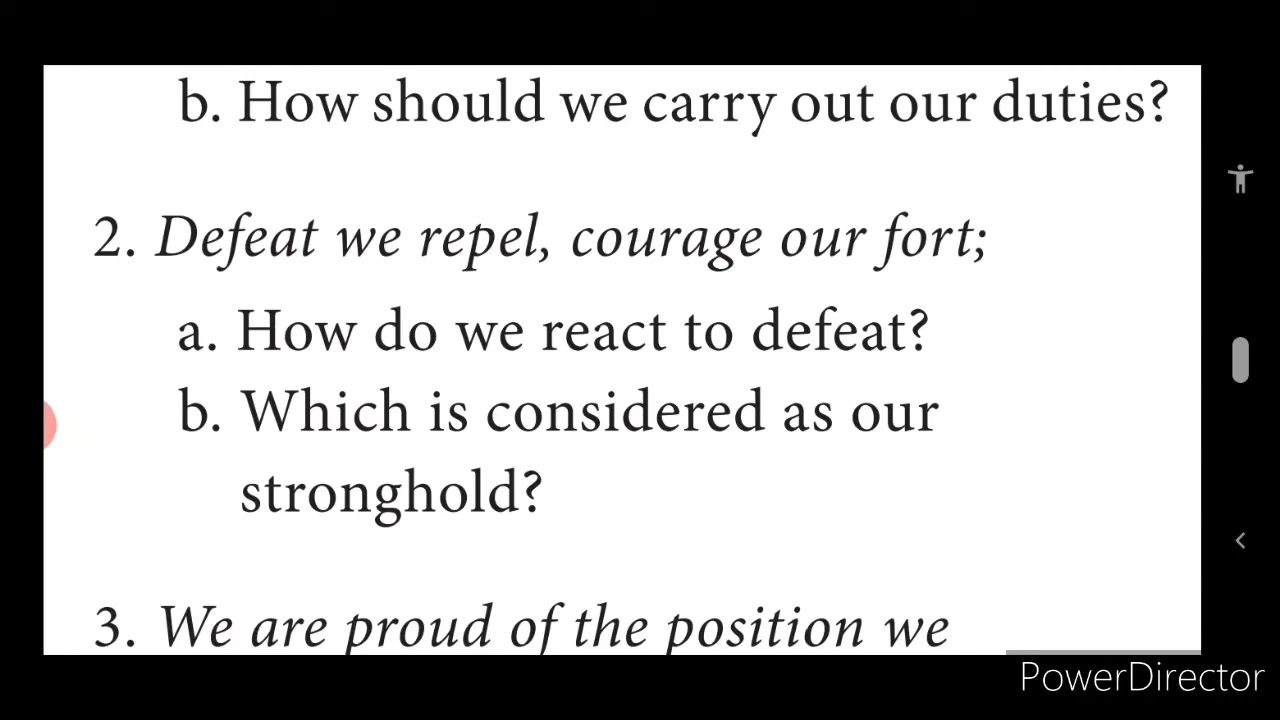 b. How should we carry out our duties?
2. Defeat we repel, courage our fort;
a. How do we react to defeat?
b. Which is considered as our
stronghold?
3. We are proud of the position we
PowerDirector